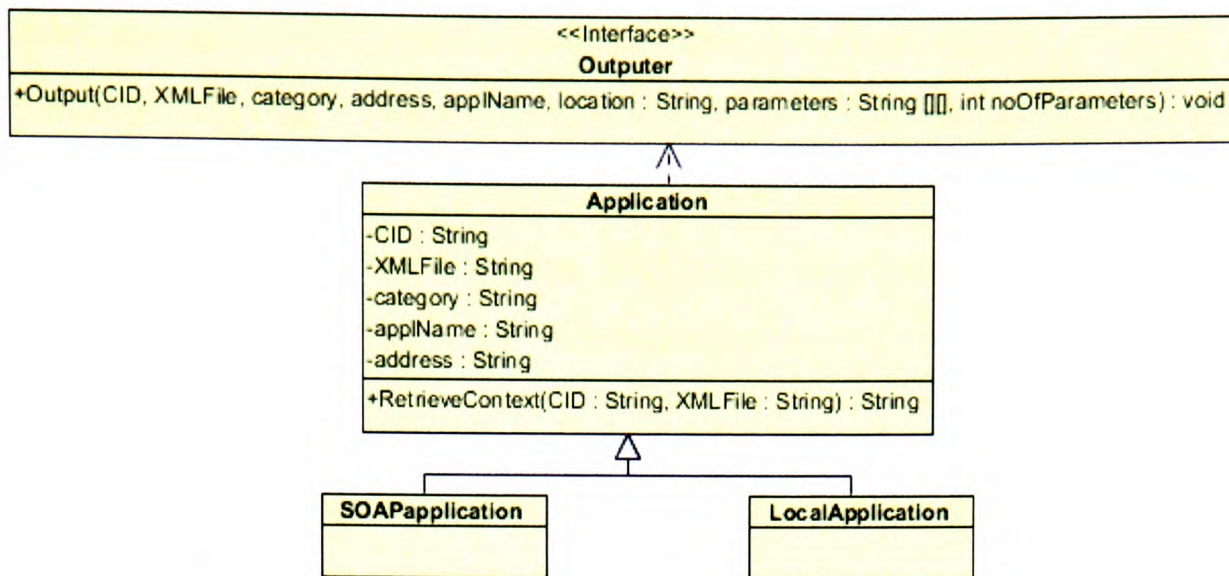 <<Interface>>
Outputer
+Output(CID, XMLFile, category, address, applName, location : String, parameters : String [][], int noOfParameters) : void
Application
-CID : String
-XMLFile : String
-category : String
-applName : String
-address : String
+RetrieveContext(CID : String, XMLFile : String) : String
SOAPapplication
LocalApplication